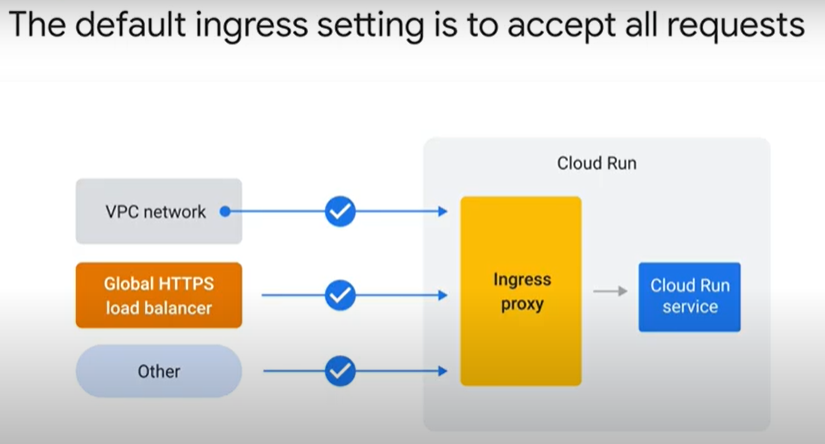 The default ingress setting is to accept all requests
Cloud Run
VPC network
Global HTTPS
load balancer
Other
Ingress
proxy
Cloud Run
service